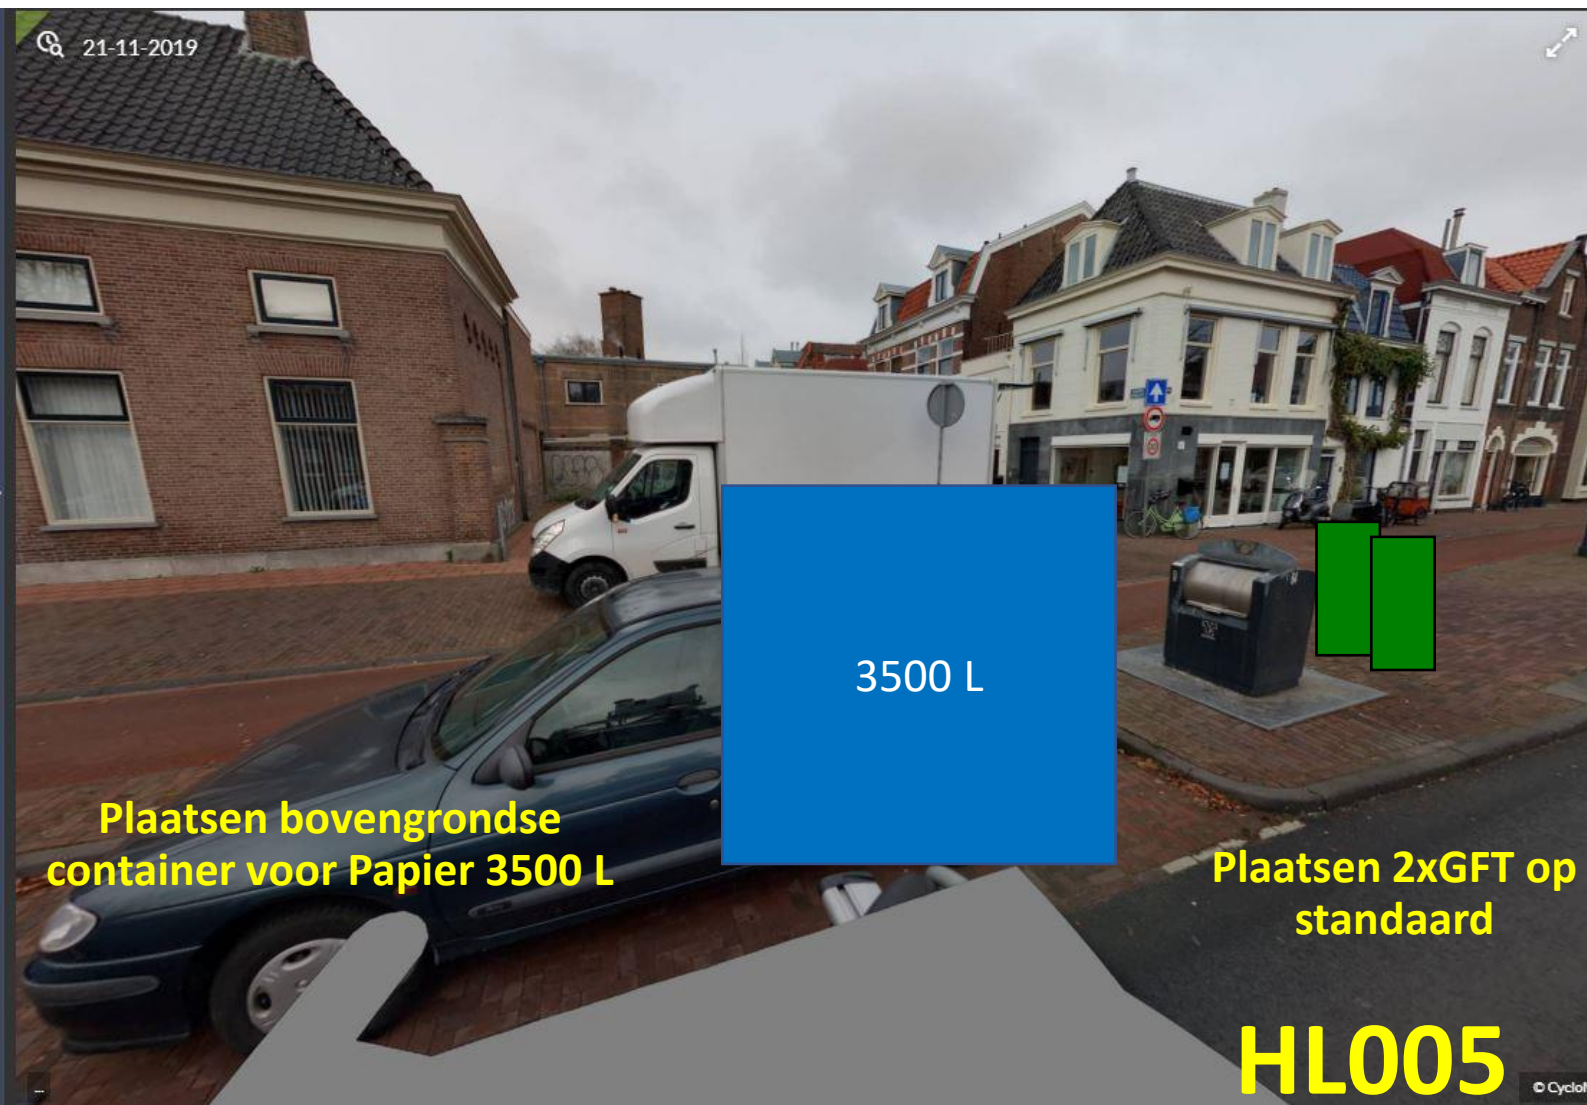 21-11-2019
3500 L
Plaatsen bovengrondse
container voor Papier 3500 L
Plaatsen 2xGFT op
standaard
HL005